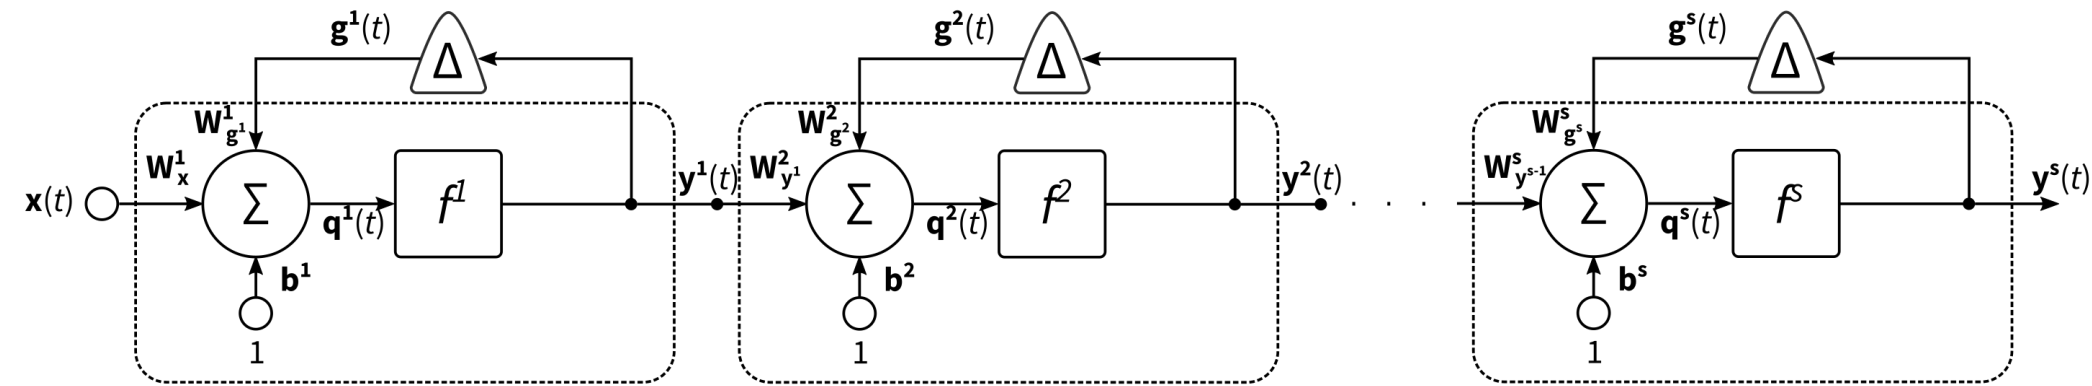 g¹(t)
Δ
g²(t)
Δ
gˢ(t)
Δ
W¹g¹
W²g²
Wˢgˢ
W¹x
W²y¹
Wˢyˢ⁻¹
x(t)
Σ
q¹(t)
f¹
y¹(t)
Σ
q²(t)
f²
y²(t)
. . .
Σ
qˢ(t)
fˢ
yˢ(t)
b¹
b²
bˢ
1
1
1